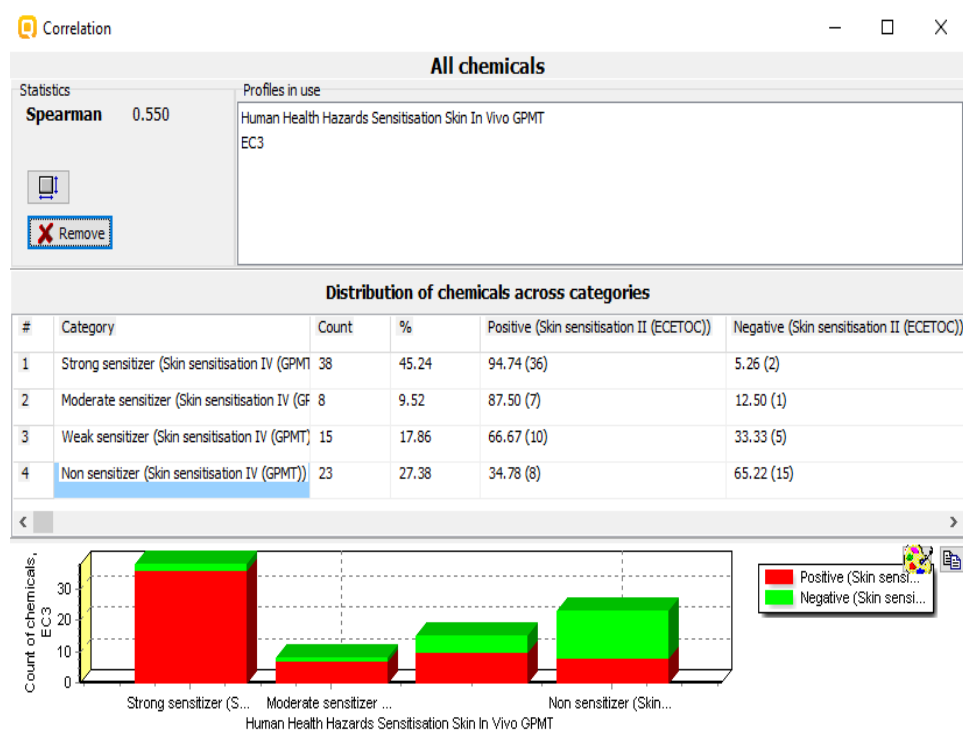 Correlation
All chemicals
Statistics
Spearman 0.550
Remove
Profiles in use
Human Health Hazards Sensitisation Skin In Vivo GPMT
EC3
Distribution of chemicals across categories
# Category Count % Positive (Skin sensitisation II (ECETOC)) Negative (Skin sensitisation II (ECETOC))
1 Strong sensitizer (Skin sensitisation IV (GPMT 38 45.24 94.74 (36) 5.26 (2)
2 Moderate sensitizer (Skin sensitisation IV (GF 8 9.52 87.50 (7) 12.50 (1)
3 Weak sensitizer (Skin sensitisation IV (GPMT) 15 17.86 66.67 (10) 33.33 (5)
4 Non sensitizer (Skin sensitisation IV (GPMT)) 23 27.38 34.78 (8) 65.22 (15)
Count of chemicals,
EC3
30
20
10
0
Strong sensitizer (S... Moderate sensitizer ... Non sensitizer (Skin...
Human Health Hazards Sensitisation Skin In Vivo GPMT
Positive (Skin sensi...
Negative (Skin sensi...